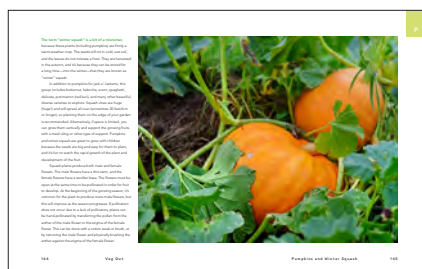 The term "winter squash" is a bit of a misnomer
because these plants (including pumpkins) are firmly a
warm-weather crop. The seeds will rot in cold, wet soil,
and the leaves do not tolerate a frost. They are harvested
in the autumn, and it's because they can be stored for
a long time—into the winter—that they are known as
"winter" squash.
In addition to pumpkins for jack-o'-lanterns, this
group includes butternut, kabocha, acorn, spaghetti,
delicata, potimarron (red kuri), and many other beautiful,
diverse varieties to explore. Squash vines are huge
(huge!) and will spread all over (sometimes 20 feet/6 m
or longer), so planting them on the edge of your garden
is recommended. Alternatively, if space is limited, you
can grow them vertically and support the growing fruits
with a mesh sling or other type of support. Pumpkins
and winter squash are great to grow with children
because the seeds are big and easy for them to plant,
and it's fun to watch the rapid growth of the plant and
development of the fruit.
Squash plants produce both male and female
flowers. The male flowers have a thin stem, and the
female flowers have a swollen base. The flowers must be
open at the same time to be pollinated in order for fruit
to develop. At the beginning of the growing season, it's
common for the plant to produce more male flowers, but
this will improve as the season progresses. If pollination
does not occur due to a lack of pollinators, plants can
be hand-pollinated by transferring the pollen from the
anther of the male flower to the stigma of the female
flower. This can be done with a cotton swab or brush, or
by removing the male flower and physically brushing the
anther against the stigma of the female flower.
P
164
Veg Out
Pumpkins and Winter Squash
165